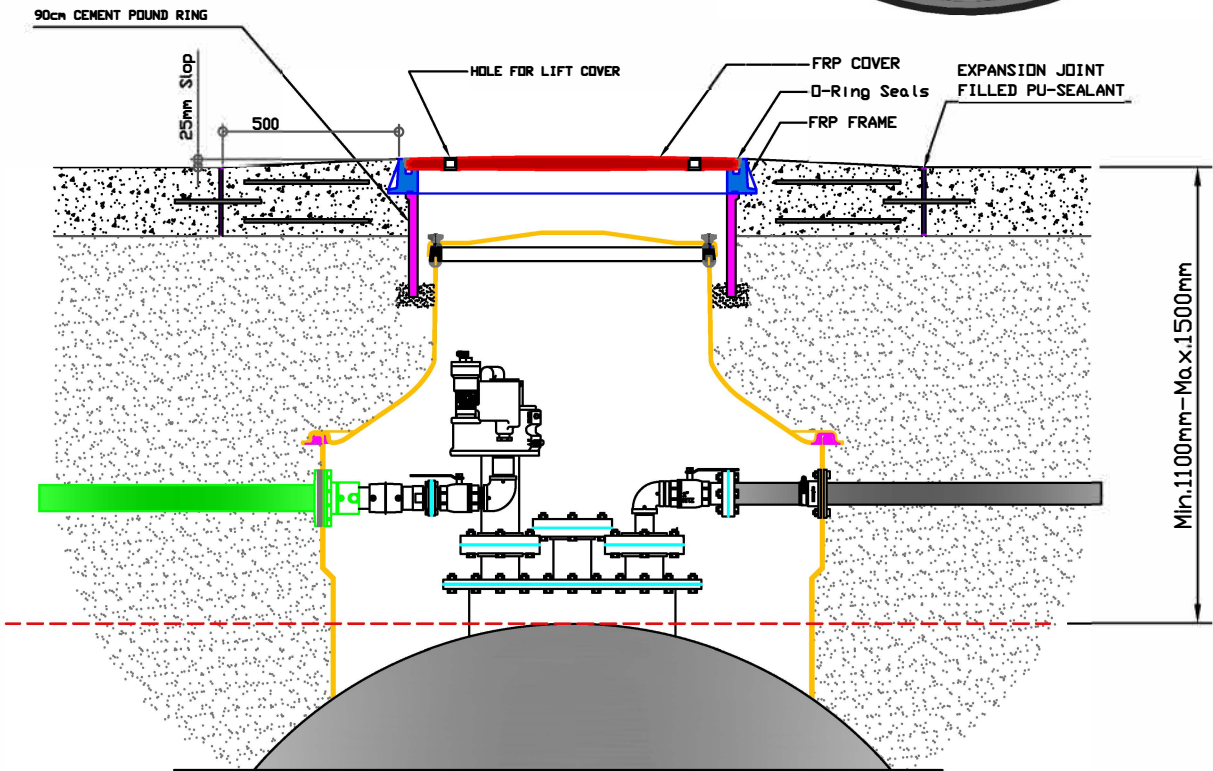 90cm CEMENT POUND RING
HOLE FOR LIFT COVER
FRP COVER
O-Ring Seals
FRP FRAME
EXPANSION JOINT
FILLED PU-SEALANT
25mm Slop
500
Min.1100mm-Max.1500mm